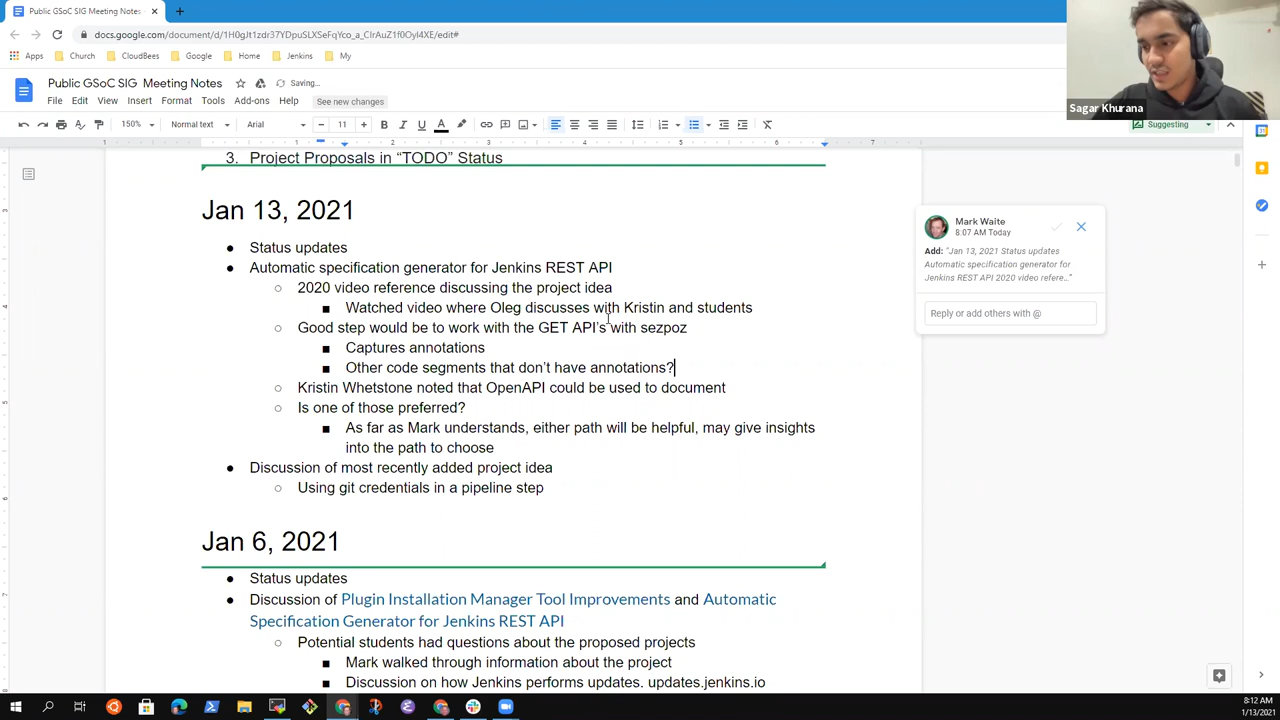 Public GSoC SIG Meeting Notes
docs.google.com/document/d/1H0gJt1zdr37YDpuSLXSeFqYco_a_CIrAuZ1f0OyI4XE/edit#
Apps Church CloudBees Google Home Jenkins My
Public GSoC SIG Meeting Notes Saving...
File Edit View Insert Format Tools Add-ons Help See new changes
150% Normal text Arial 11 Suggesting
Sagar Khurana
1 1 2 3 4 5 6 7
3. Project Proposals in “TODO” Status
Jan 13, 2021
Status updates
Automatic specification generator for Jenkins REST API
2020 video reference discussing the project idea
Watched video where Oleg discusses with Kristin and students
Good step would be to work with the GET API’s with sezpoz
Captures annotations
Other code segments that don’t have annotations?
Kristin Whetstone noted that OpenAPI could be used to document
Is one of those preferred?
As far as Mark understands, either path will be helpful, may give insights
into the path to choose
Discussion of most recently added project idea
Using git credentials in a pipeline step
Jan 6, 2021
Status updates
Discussion of Plugin Installation Manager Tool Improvements and Automatic
Specification Generator for Jenkins REST API
Potential students had questions about the proposed projects
Mark walked through information about the project
Discussion on how Jenkins performs updates. updates.jenkins.io
Mark Waite
8:07 AM Today
Add: “Jan 13, 2021 Status updates
Automatic specification generator for
Jenkins REST API 2020 video refere...”
Reply or add others with @
8:12 AM
1/13/2021